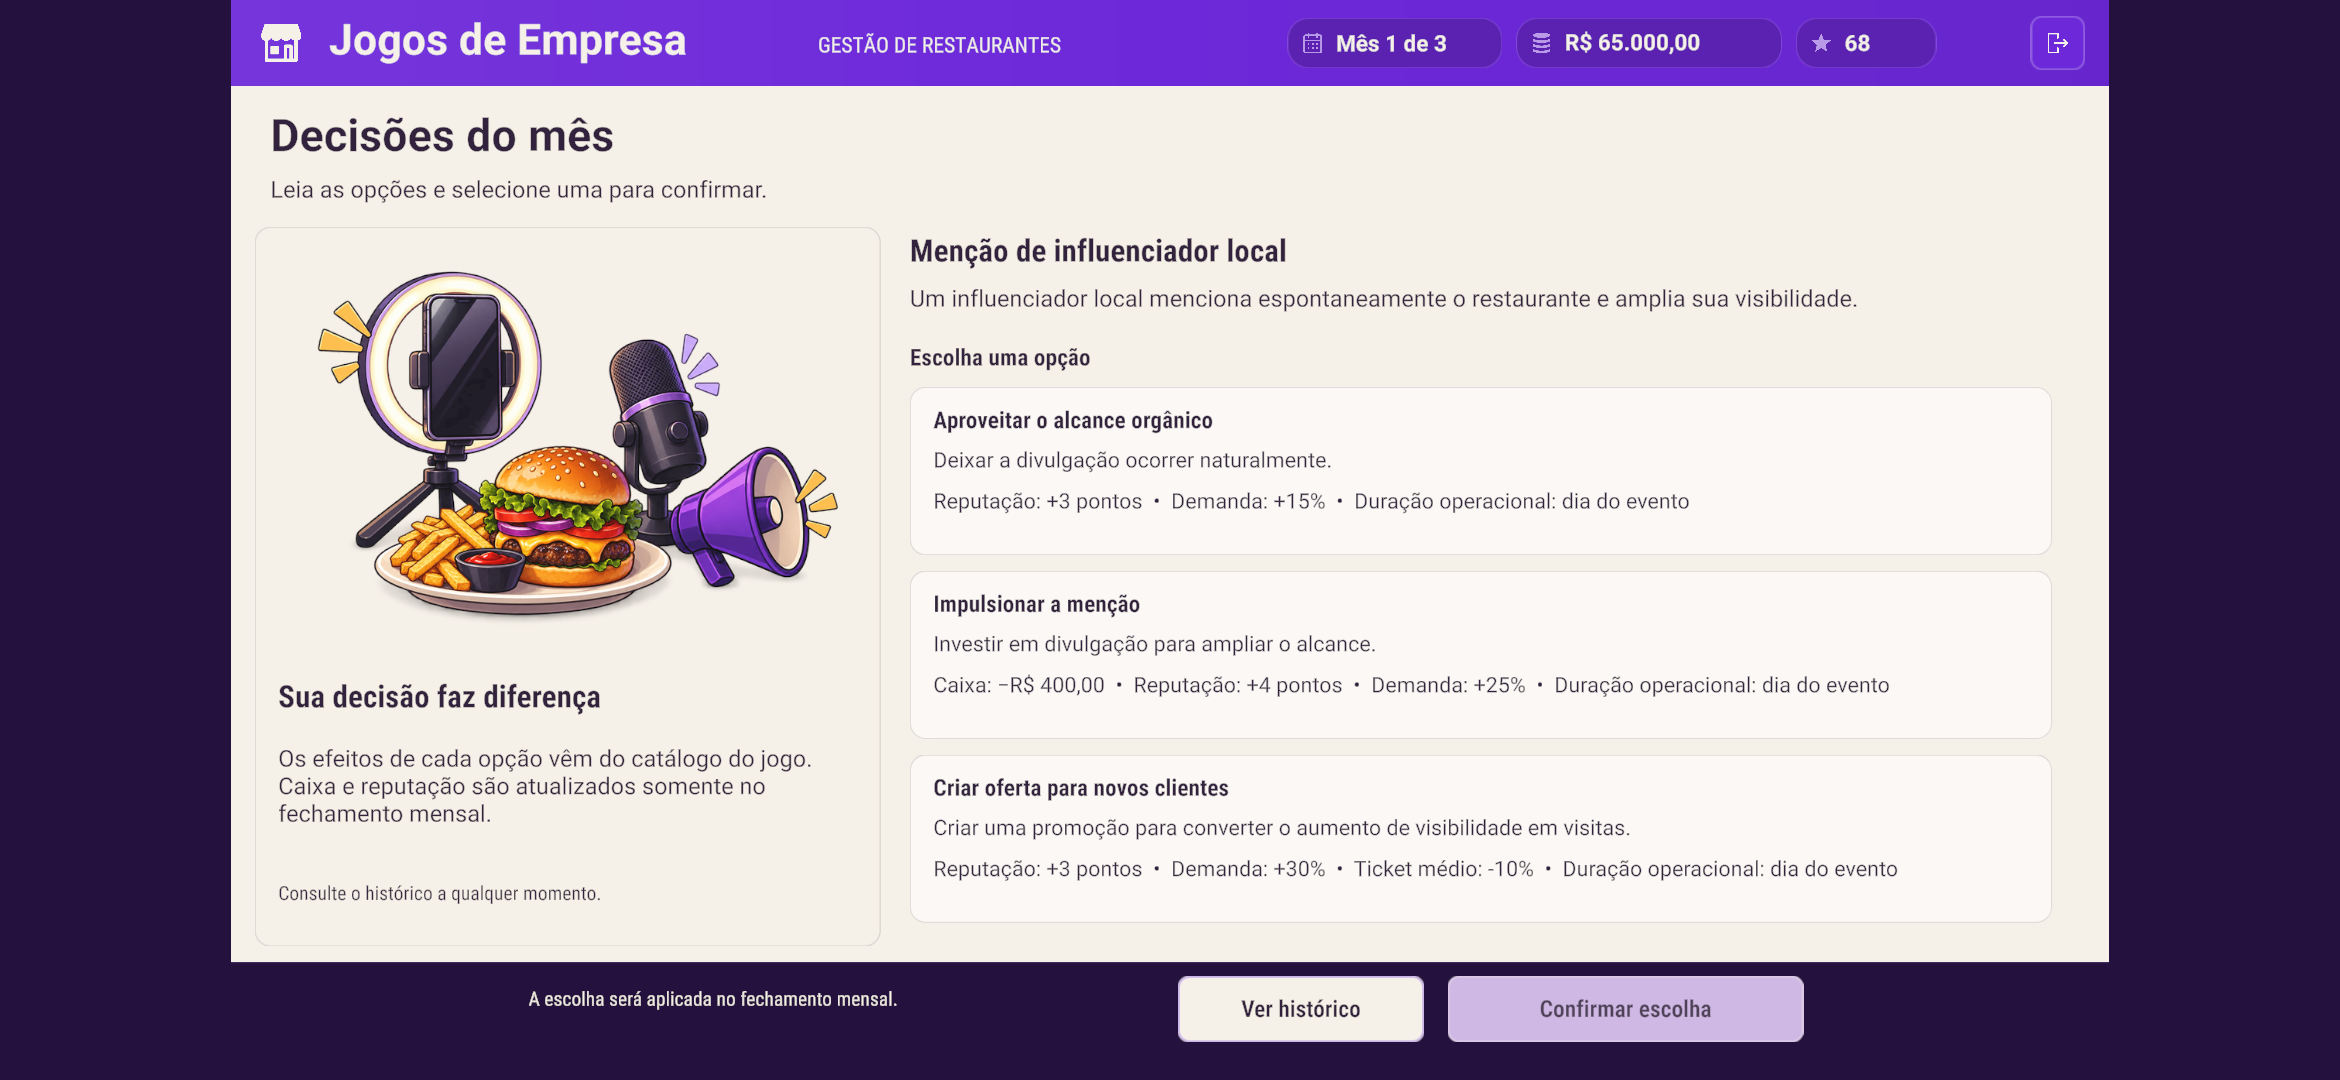 Jogos de Empresa
GESTÃO DE RESTAURANTES
Mês 1 de 3
R$ 65.000,00
68
Decisões do mês
Leia as opções e selecione uma para confirmar.
Sua decisão faz diferença
Os efeitos de cada opção vêm do catálogo do jogo.
Caixa e reputação são atualizados somente no
fechamento mensal.
Consulte o histórico a qualquer momento.
Menção de influenciador local
Um influenciador local menciona espontaneamente o restaurante e amplia sua visibilidade.
Escolha uma opção
Aproveitar o alcance orgânico
Deixar a divulgação ocorrer naturalmente.
Reputação: +3 pontos • Demanda: +15% • Duração operacional: dia do evento
Impulsionar a menção
Investir em divulgação para ampliar o alcance.
Caixa: −R$ 400,00 • Reputação: +4 pontos • Demanda: +25% • Duração operacional: dia do evento
Criar oferta para novos clientes
Criar uma promoção para converter o aumento de visibilidade em visitas.
Reputação: +3 pontos • Demanda: +30% • Ticket médio: -10% • Duração operacional: dia do evento
A escolha será aplicada no fechamento mensal.
Ver histórico
Confirmar escolha